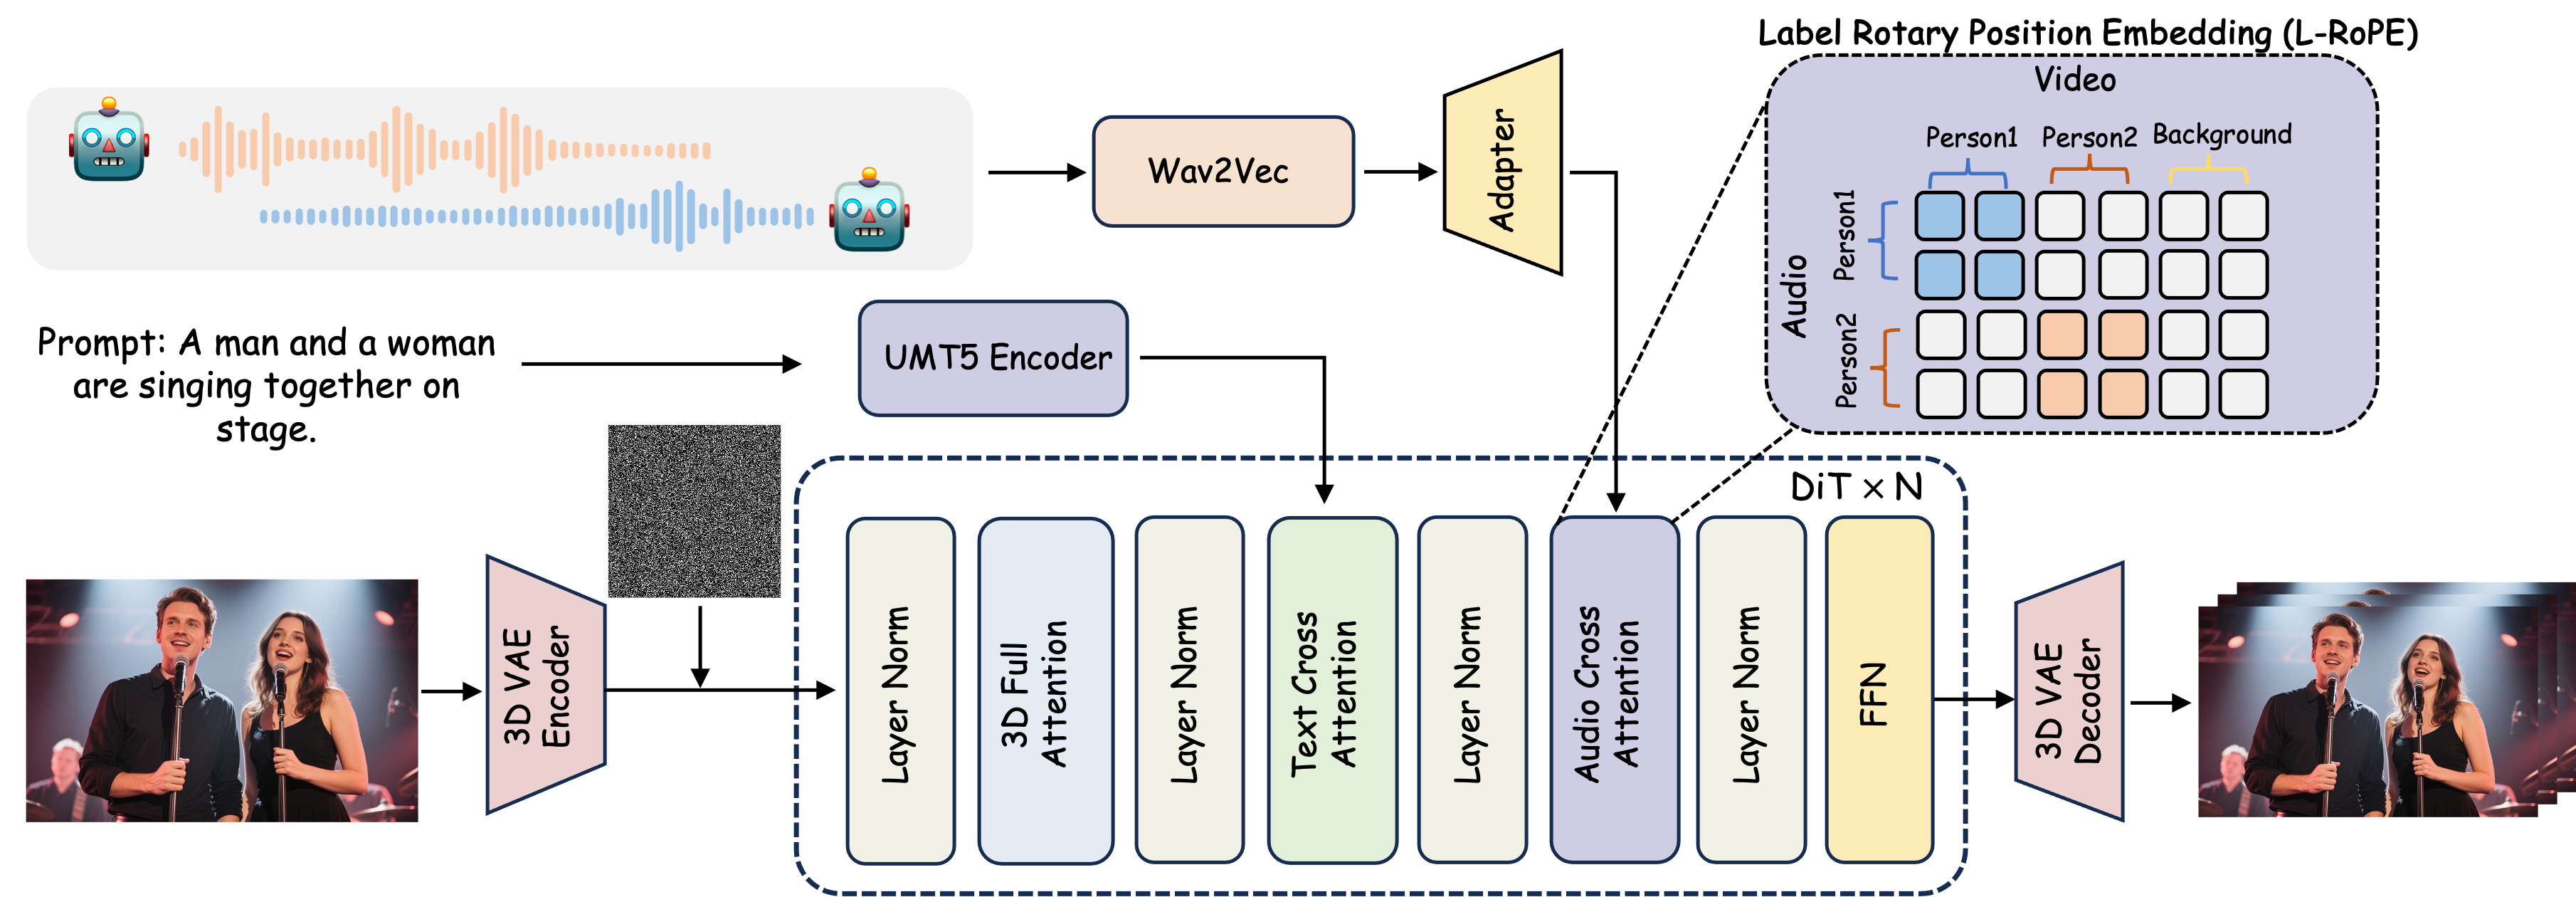 Label Rotary Position Embedding (L-RoPE)
Video
Person1 Person2 Background
Audio
Person1
Person2
Wav2Vec
Adapter
Prompt: A man and a woman
are singing together on
stage.
UMT5 Encoder
DiT × N
3D VAE
Encoder
Layer Norm
3D Full
Attention
Layer Norm
Text Cross
Attention
Layer Norm
Audio Cross
Attention
Layer Norm
FFN
3D VAE
Decoder